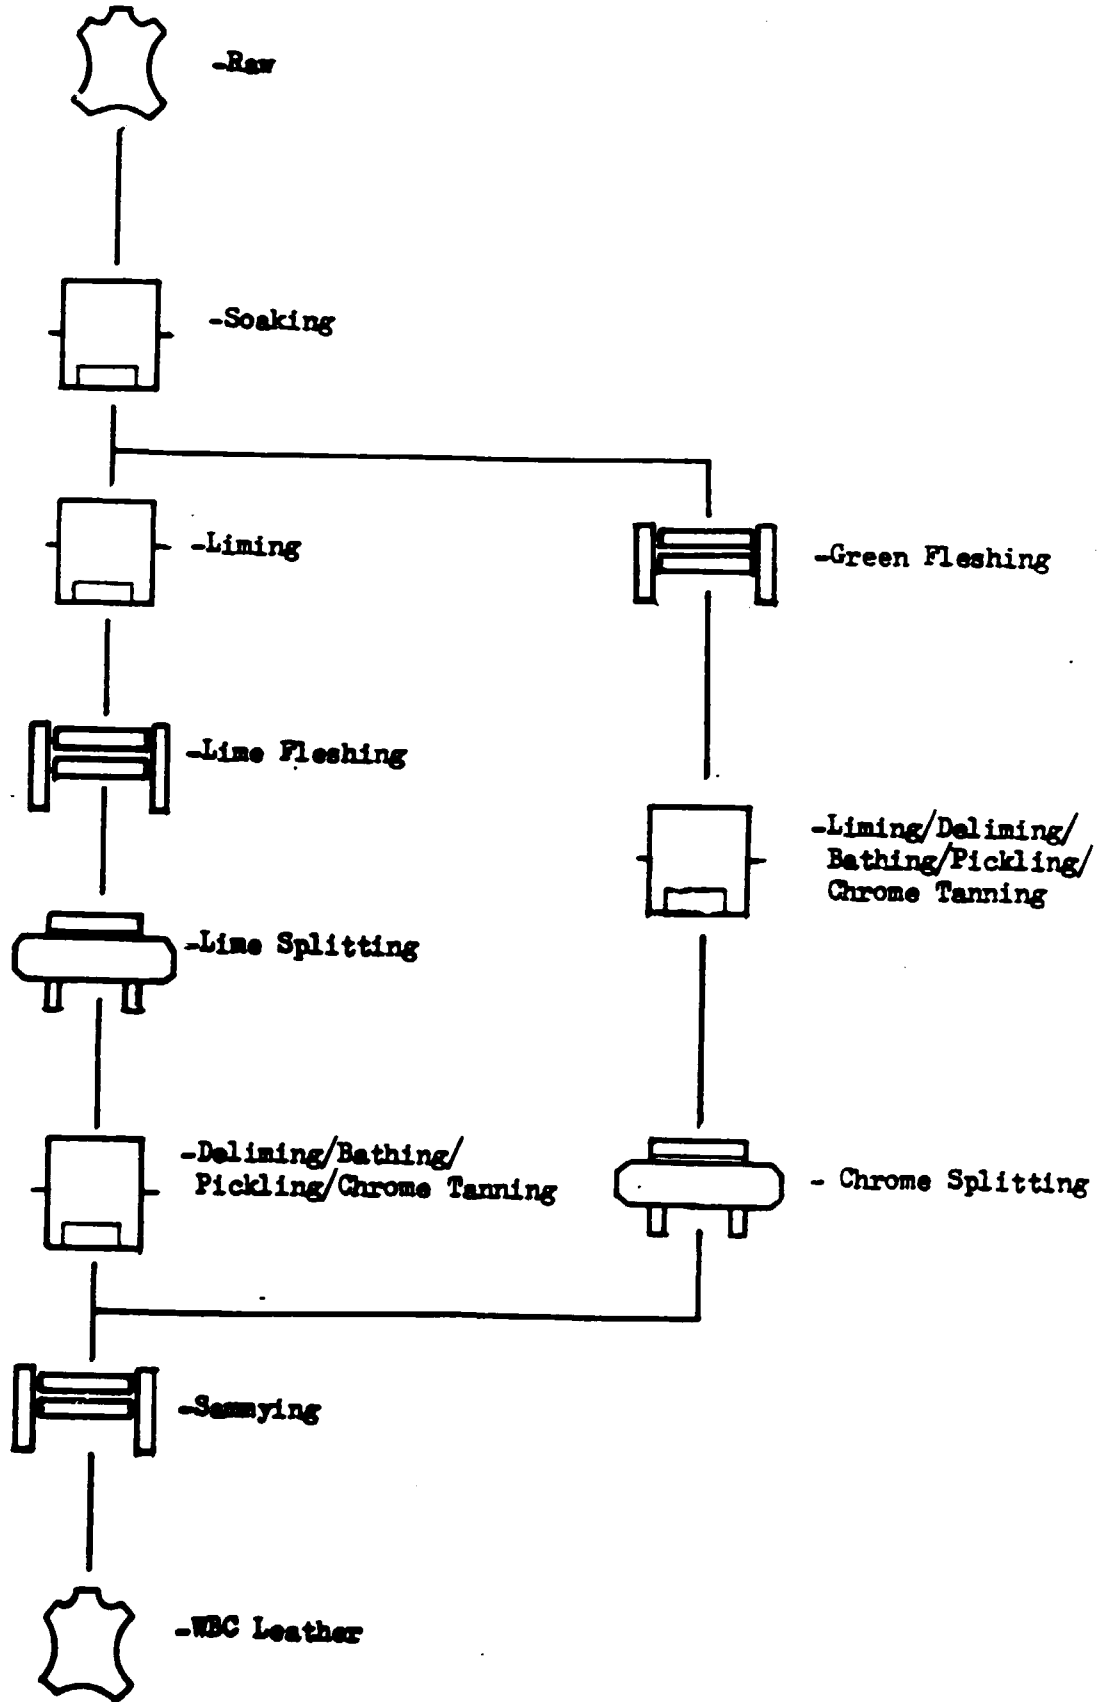 -Raw
-Soaking
-Liming
-Green Fleshing
-Lime Fleshing
-Liming/Deliming/
Bathing/Pickling/
Chrome Tanning
-Lime Splitting
-Deliming/Bathing/
Pickling/Chrome Tanning
- Chrome Splitting
-Sammying
-WBC Leather